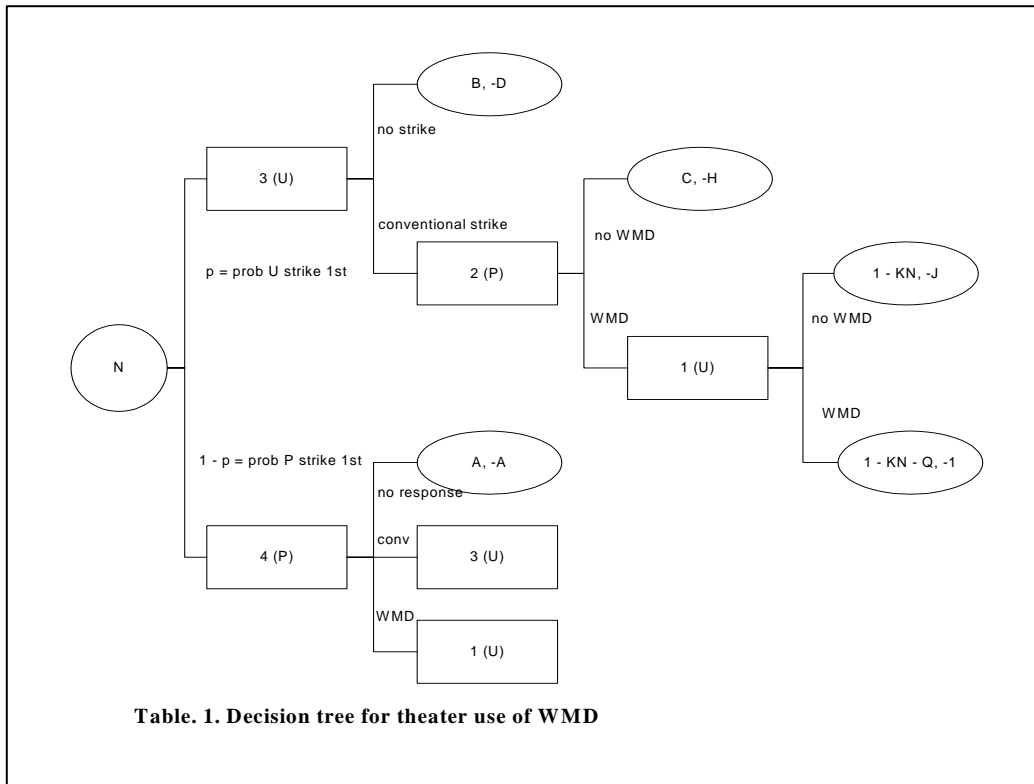 B, -D
no strike
3 (U)
C, -H
conventional strike
no WMD
p = prob U strike 1st
2 (P)
1 - KN, -J
WMD
no WMD
N
1 (U)
WMD
1 - p = prob P strike 1st
A, -A
1 - KN - Q, -1
no response
conv
4 (P)
3 (U)
WMD
1 (U)
Table. 1. Decision tree for theater use of WMD